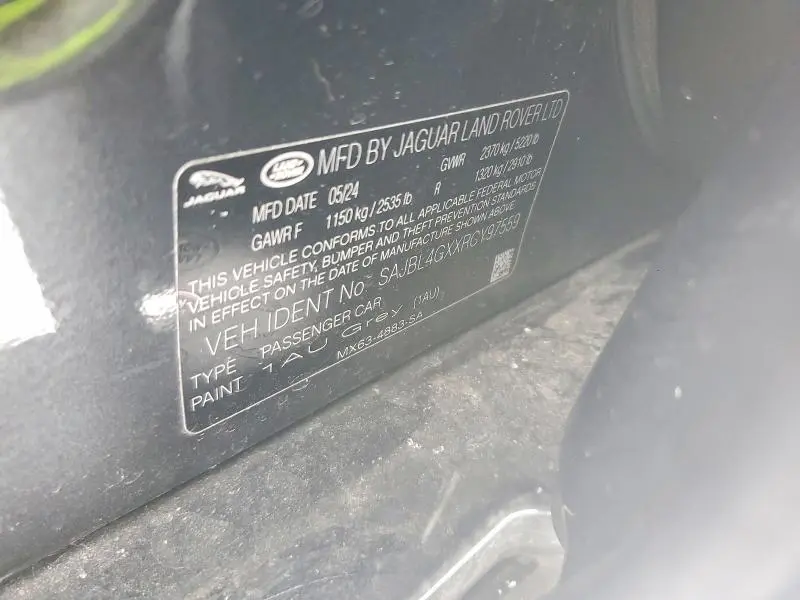 JAGUAR
LAND ROVER
MFD BY JAGUAR LAND ROVER LTD
MFD DATE 05/24 GVWR 2370 kg / 5220 lb
GAWR F 1150 kg / 2535 lb R 1320 kg / 2910 lb
THIS VEHICLE CONFORMS TO ALL APPLICABLE FEDERAL MOTOR
VEHICLE SAFETY, BUMPER AND THEFT PREVENTION STANDARDS
IN EFFECT ON THE DATE OF MANUFACTURE SHOWN ABOVE
VEH IDENT No. SAJBL4GXXRCY97559
TYPE PASSENGER CAR
PAINT 1AU Grey (1AU)
MX63-4883-SA